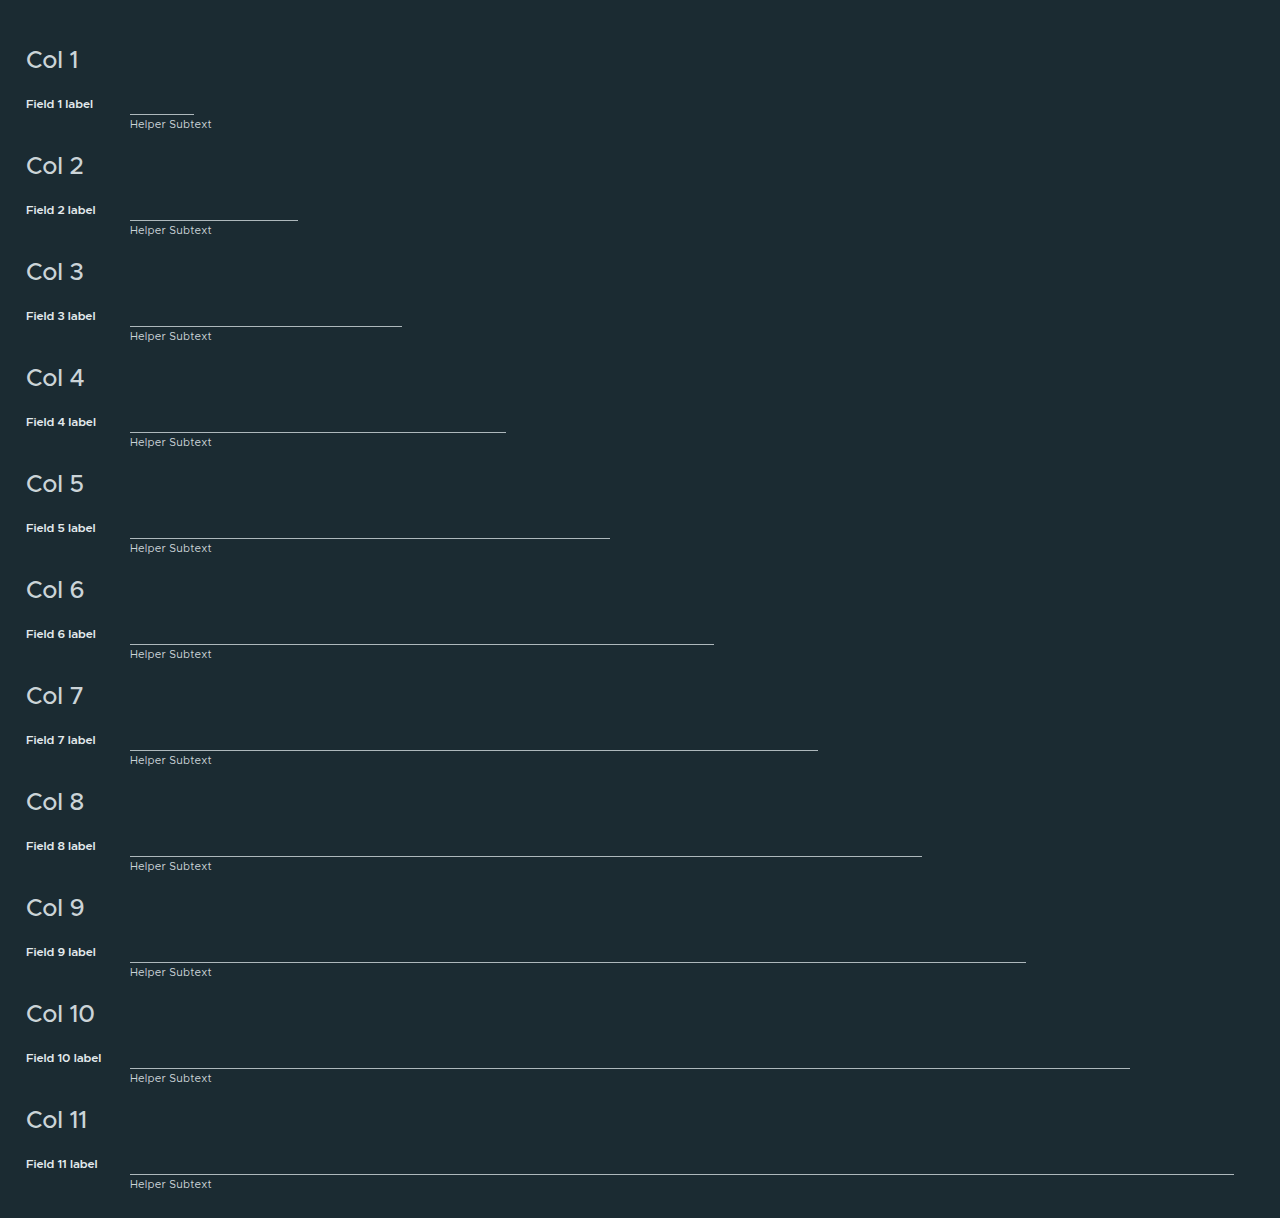 Col 1
Field 1 label
Helper Subtext
Col 2
Field 2 label
Helper Subtext
Col 3
Field 3 label
Helper Subtext
Col 4
Field 4 label
Helper Subtext
Col 5
Field 5 label
Helper Subtext
Col 6
Field 6 label
Helper Subtext
Col 7
Field 7 label
Helper Subtext
Col 8
Field 8 label
Helper Subtext
Col 9
Field 9 label
Helper Subtext
Col 10
Field 10 label
Helper Subtext
Col 11
Field 11 label
Helper Subtext